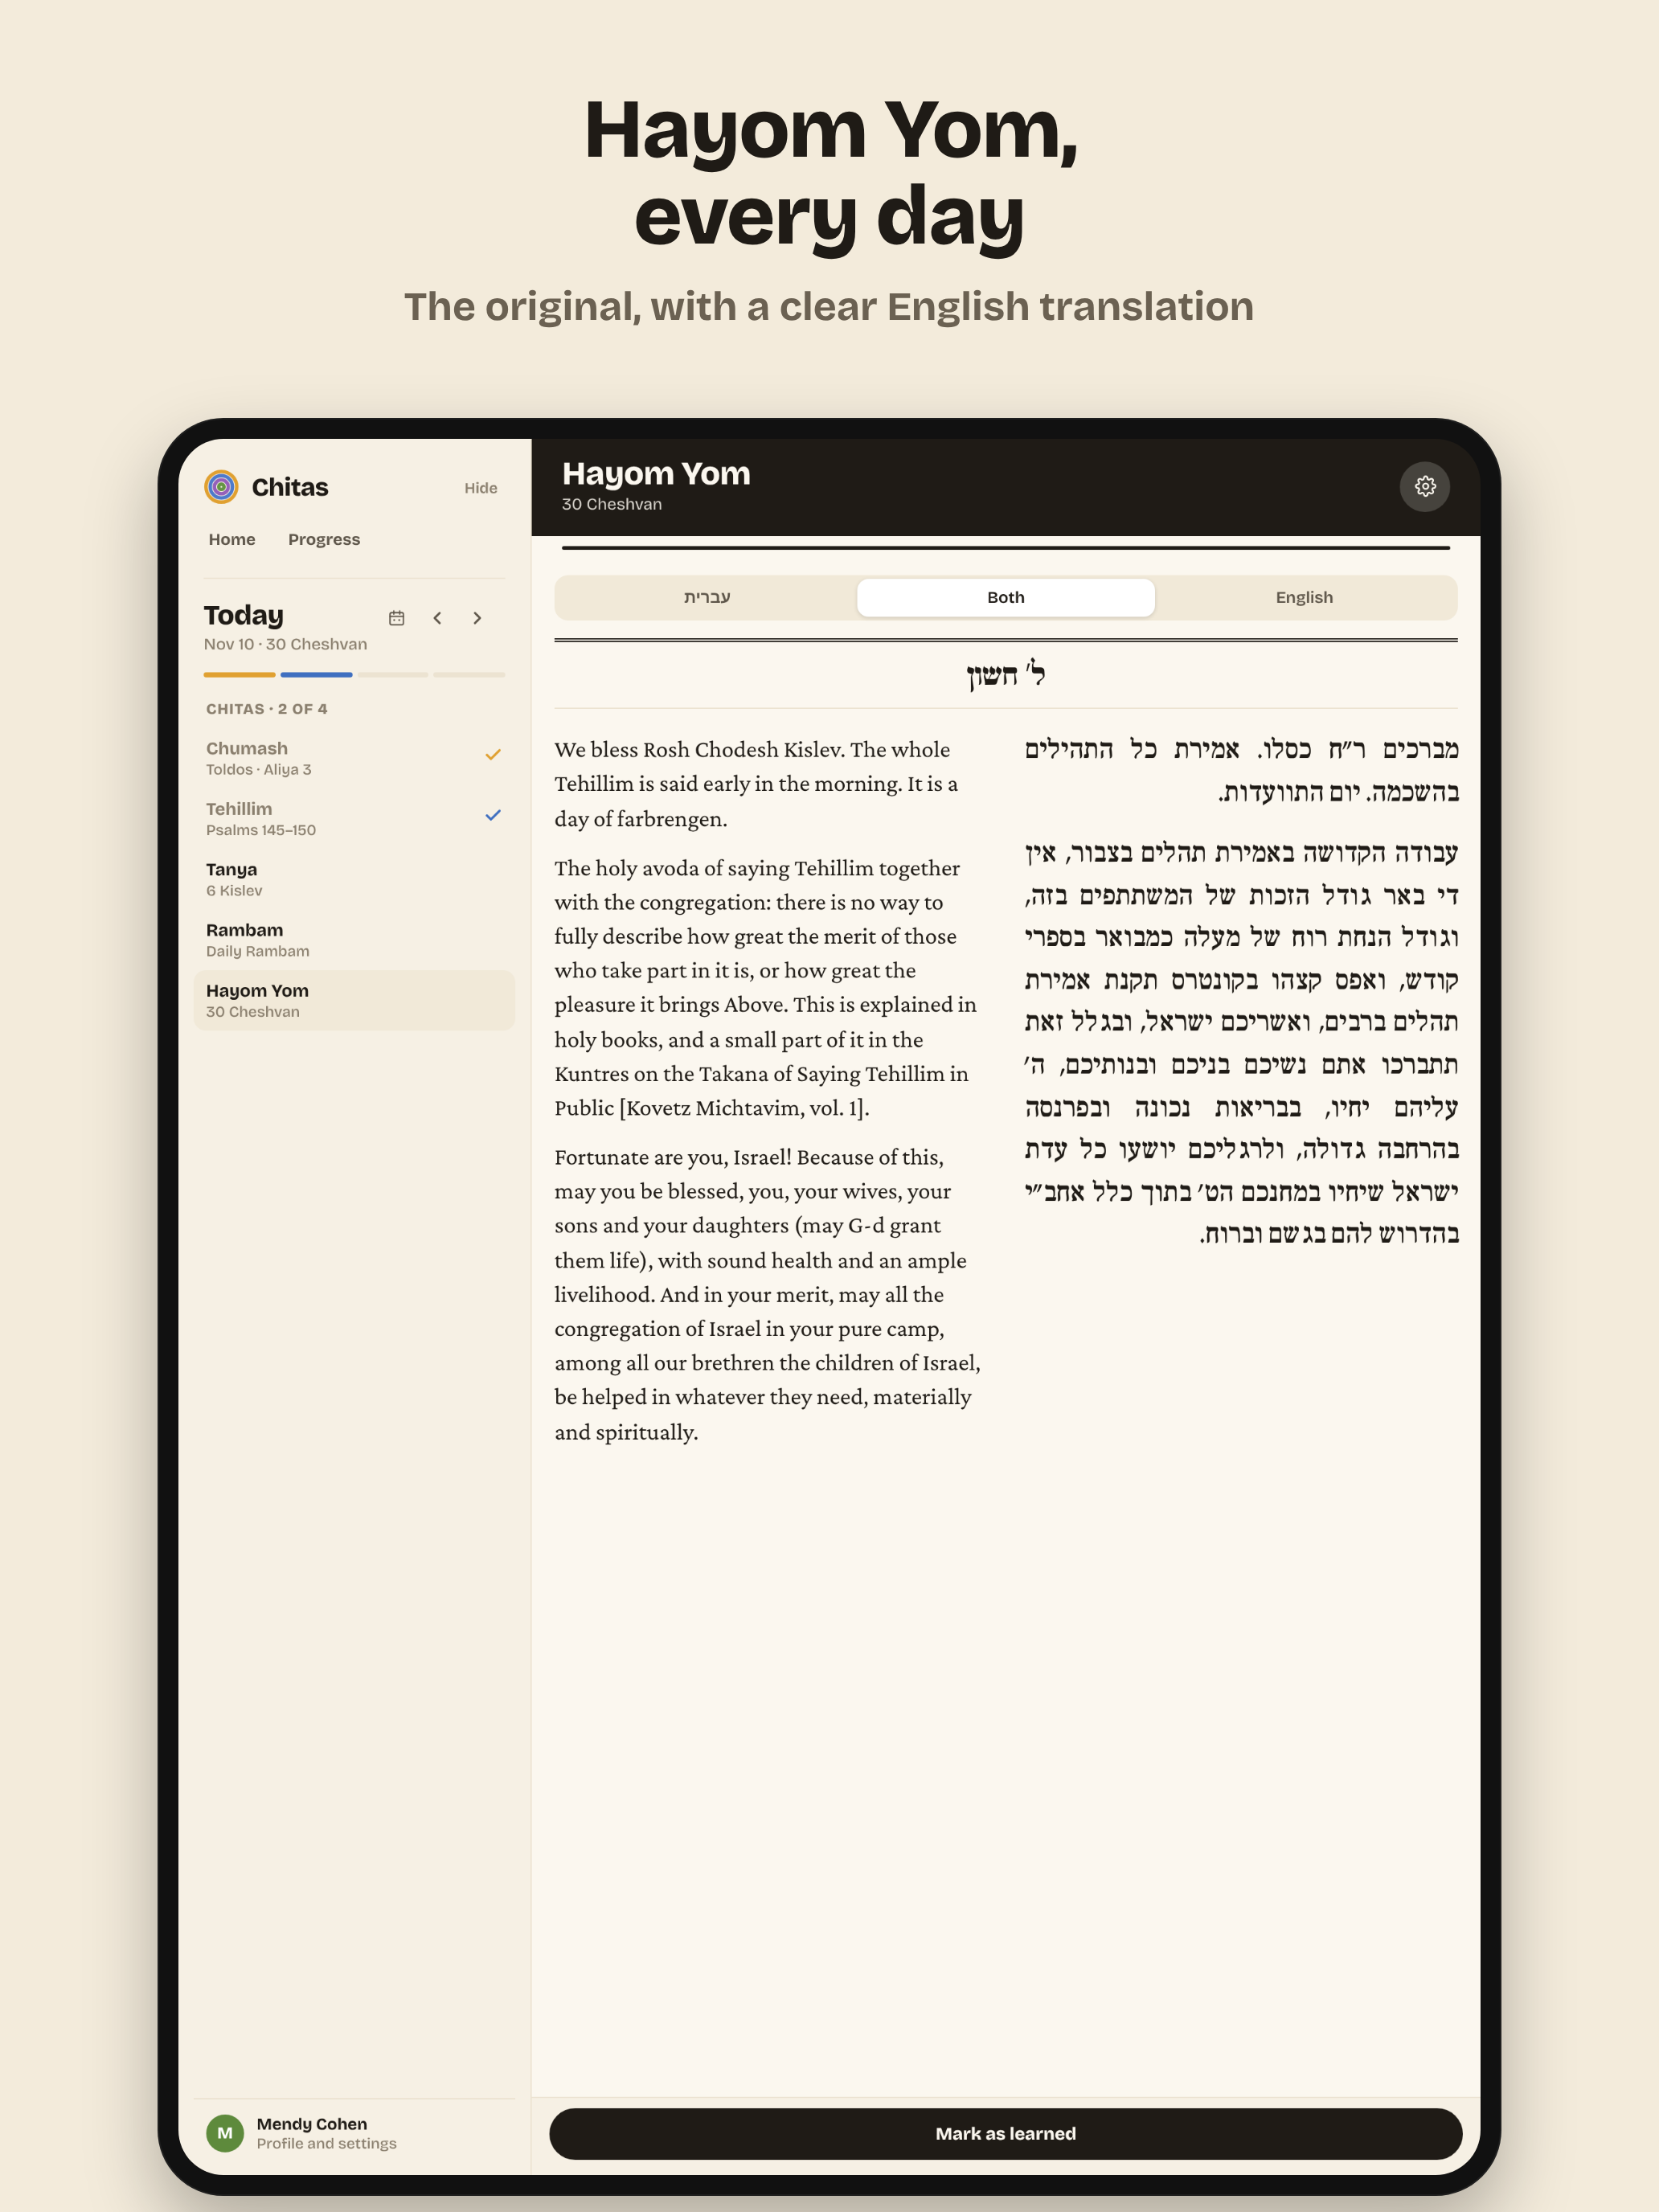 Hayom Yom,
every day
The original, with a clear English translation
Chitas
Hide
Home
Progress
Today
Nov 10 · 30 Cheshvan
CHITAS · 2 OF 4
Chumash
Toldos · Aliya 3
Tehillim
Psalms 145–150
Tanya
6 Kislev
Rambam
Daily Rambam
Hayom Yom
30 Cheshvan
M
Mendy Cohen
Profile and settings
Hayom Yom
30 Cheshvan
עברית
Both
English
ל׳ חשון
We bless Rosh Chodesh Kislev. The whole
Tehillim is said early in the morning. It is a
day of farbrengen.
The holy avoda of saying Tehillim together
with the congregation: there is no way to
fully describe how great the merit of those
who take part in it is, or how great the
pleasure it brings Above. This is explained in
holy books, and a small part of it in the
Kuntres on the Takana of Saying Tehillim in
Public [Kovetz Michtavim, vol. 1].
Fortunate are you, Israel! Because of this,
may you be blessed, you, your wives, your
sons and your daughters (may G-d grant
them life), with sound health and an ample
livelihood. And in your merit, may all the
congregation of Israel in your pure camp,
among all our brethren the children of Israel,
be helped in whatever they need, materially
and spiritually.
מברכים ר״ח כסלו. אמירת כל התהילים
בהשכמה. יום התוועדות.
עבודה הקדושה באמירת תהלים בצבור, אין
די באר גודל הזכות של המשתתפים בזה,
וגודל הנחת רוח של מעלה כמבואר בספרי
קודש, ואפס קצהו בקונטרס תקנת אמירת
תהלים ברבים, ואשריכם ישראל, ובגלל זאת
תתברכו אתם נשיכם בניכם ובנותיכם, ה׳
עליהם יחיו, בבריאות נכונה ובפרנסה
בהרחבה גדולה, ולרגליכם יושעו כל עדת
ישראל שיחיו במחנכם הט׳ בתוך כלל אחב״י
בהדרוש להם בגשם וברוח.
Mark as learned